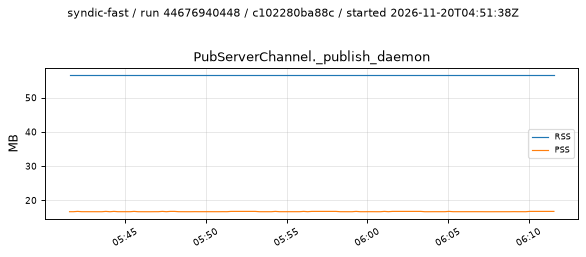 syndic-fast / run 44676940448 / c102280ba88c / started 2026-11-20T04:51:38Z
PubServerChannel._publish_daemon
MB
50
40
30
20
RSS
PSS
05:45
05:50
05:55
06:00
06:05
06:10